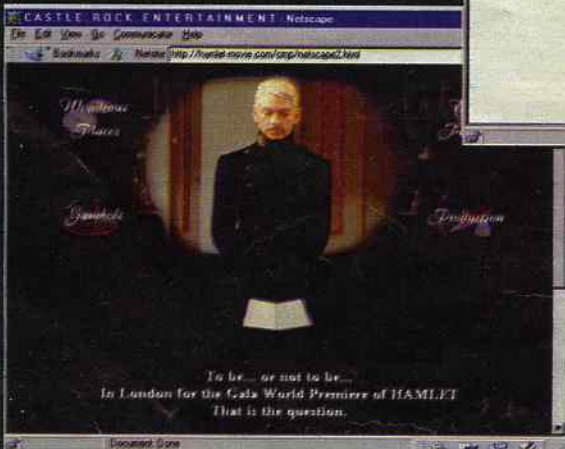 CASTLE ROCK ENTERTAINMENT - Netscape
File Edit View Go Communicator Help
Bookmarks Netsite: http://hamlet-movie.com/cmp/netscape2.html
Wondrous
Places
Gambols
Production
To be... or not to be...
In London for the Gala World Premiere of HAMLET
That is the question.
Document: Done